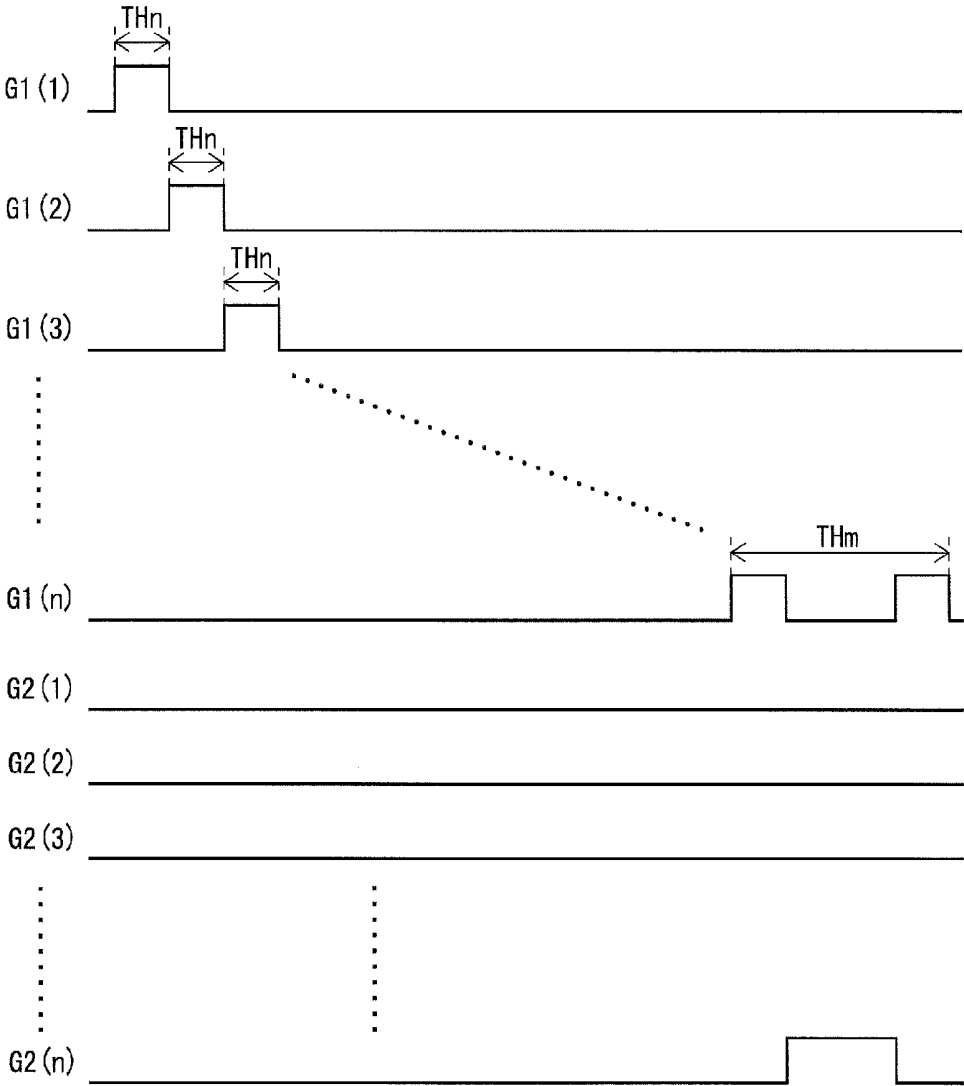 THn
G1(1)
THn
G1(2)
THn
G1(3)
THm
G1(n)
G2(1)
G2(2)
G2(3)
G2(n)